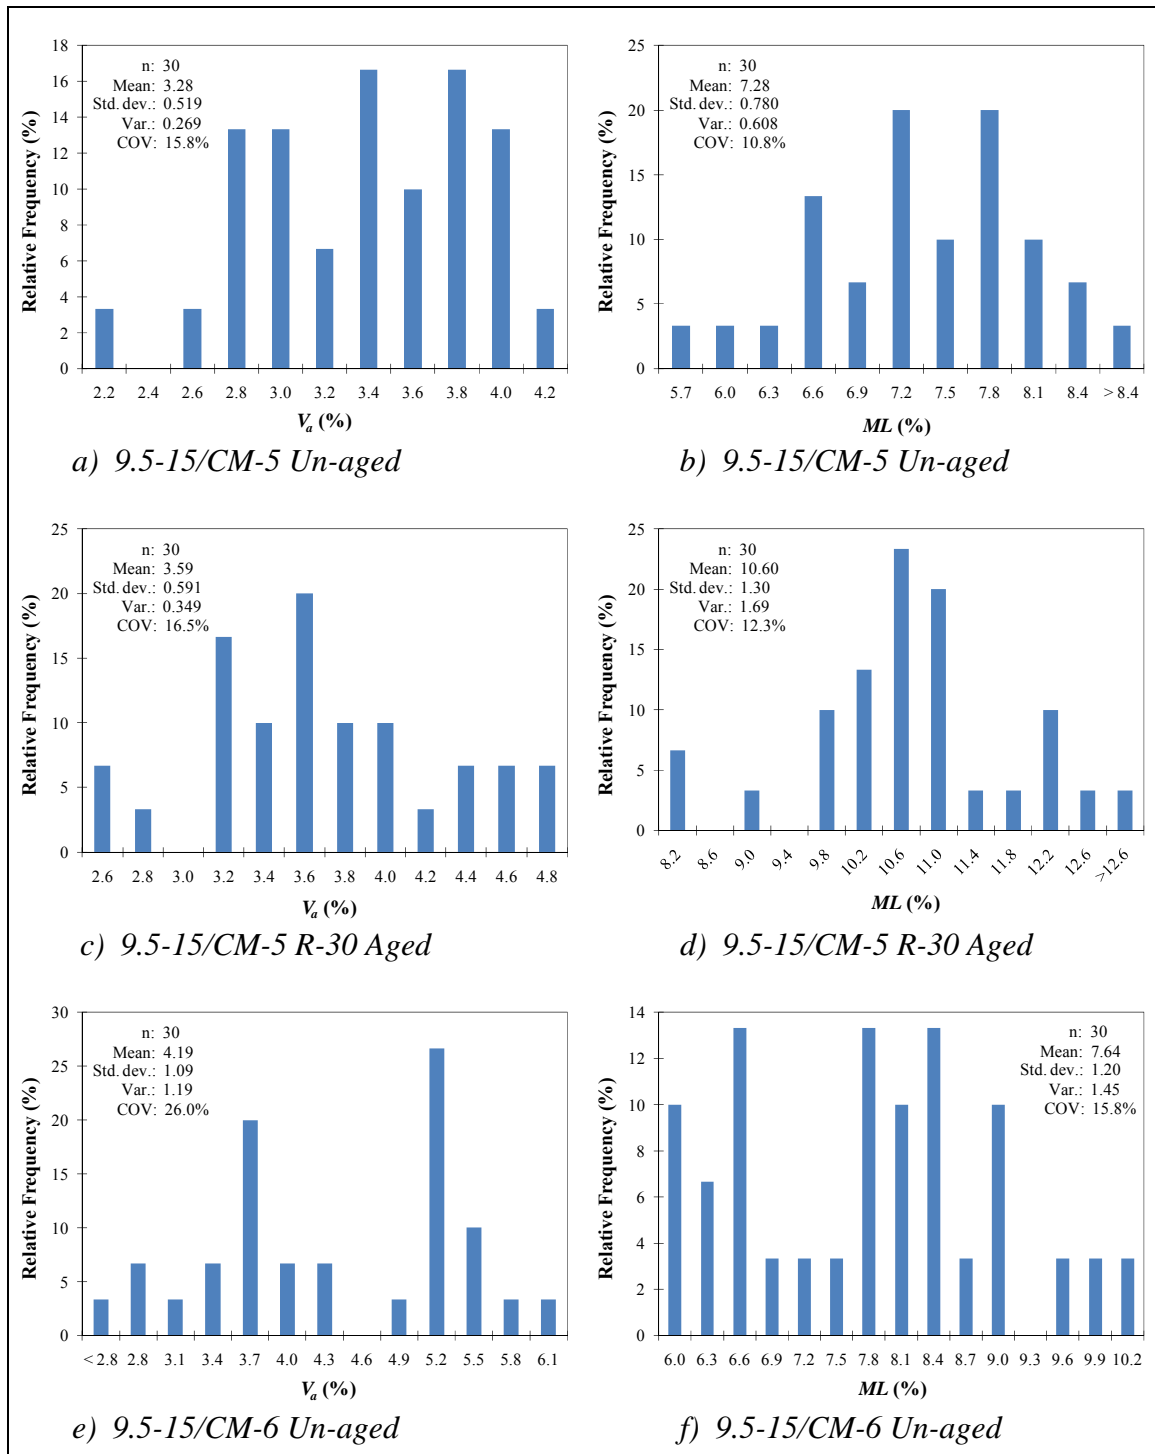 18
16
14
12
10
8
6
4
2
0
Relative Frequency (%)
n: 30
Mean: 3.28
Std. dev.: 0.519
Var.: 0.269
COV: 15.8%
2.2 2.4 2.6 2.8 3.0 3.2 3.4 3.6 3.8 4.0 4.2
Va (%)
a) 9.5-15/CM-5 Un-aged
25
20
15
10
5
0
Relative Frequency (%)
n: 30
Mean: 7.28
Std. dev.: 0.780
Var.: 0.608
COV: 10.8%
5.7 6.0 6.3 6.6 6.9 7.2 7.5 7.8 8.1 8.4 > 8.4
ML (%)
b) 9.5-15/CM-5 Un-aged
25
20
15
10
5
0
Relative Frequency (%)
n: 30
Mean: 3.59
Std. dev.: 0.591
Var.: 0.349
COV: 16.5%
2.6 2.8 3.0 3.2 3.4 3.6 3.8 4.0 4.2 4.4 4.6 4.8
Va (%)
c) 9.5-15/CM-5 R-30 Aged
25
20
15
10
5
0
Relative Frequency (%)
n: 30
Mean: 10.60
Std. dev.: 1.30
Var.: 1.69
COV: 12.3%
8.2 8.6 9.0 9.4 9.8 10.2 10.6 11.0 11.4 11.8 12.2 12.6 >12.6
ML (%)
d) 9.5-15/CM-5 R-30 Aged
30
25
20
15
10
5
0
Relative Frequency (%)
n: 30
Mean: 4.19
Std. dev.: 1.09
Var.: 1.19
COV: 26.0%
< 2.8 2.8 3.1 3.4 3.7 4.0 4.3 4.6 4.9 5.2 5.5 5.8 6.1
Va (%)
e) 9.5-15/CM-6 Un-aged
14
12
10
8
6
4
2
0
Relative Frequency (%)
n: 30
Mean: 7.64
Std. dev.: 1.20
Var.: 1.45
COV: 15.8%
6.0 6.3 6.6 6.9 7.2 7.5 7.8 8.1 8.4 8.7 9.0 9.3 9.6 9.9 10.2
ML (%)
f) 9.5-15/CM-6 Un-aged